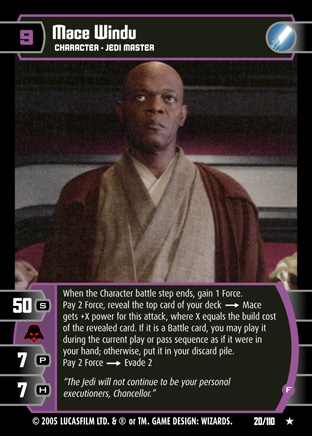 9 Mace Windu
CHARACTER - JEDI MASTER
When the Character battle step ends, gain 1 Force.
50 S
Pay 2 Force, reveal the top card of your deck → Mace
gets +X power for this attack, where X equals the build cost
of the revealed card. If it is a Battle card, you may play it
during the current play or pass sequence as if it were in
your hand; otherwise, put it in your discard pile.
7 P
Pay 2 Force → Evade 2
7 H
“The Jedi will not continue to be your personal
executioners, Chancellor.”
F
© 2005 LUCASFILM LTD. & ® or TM. GAME DESIGN: WIZARDS. 20/110 ★